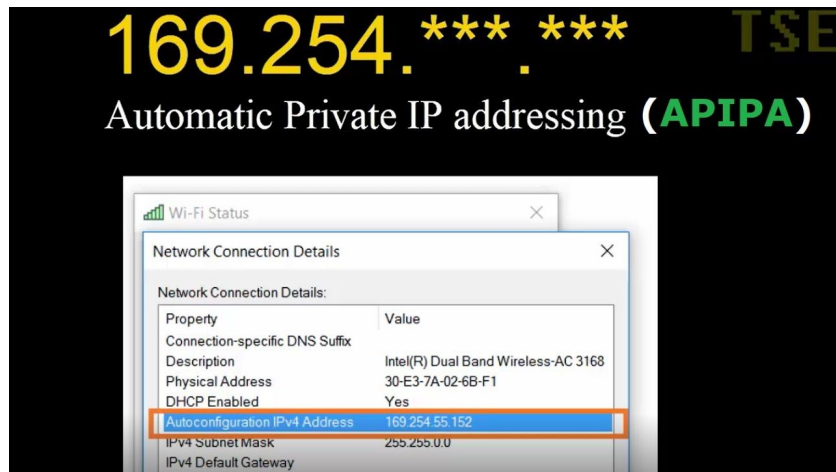 169.254.***.***
TSE
Automatic Private IP addressing (APIPA)
Wi-Fi Status
Network Connection Details
Network Connection Details:
Property Value
Connection-specific DNS Suffix
Description Intel(R) Dual Band Wireless-AC 3168
Physical Address 30-E3-7A-02-6B-F1
DHCP Enabled Yes
Autoconfiguration IPv4 Address 169.254.55.152
IPv4 Subnet Mask 255.255.0.0
IPv4 Default Gateway